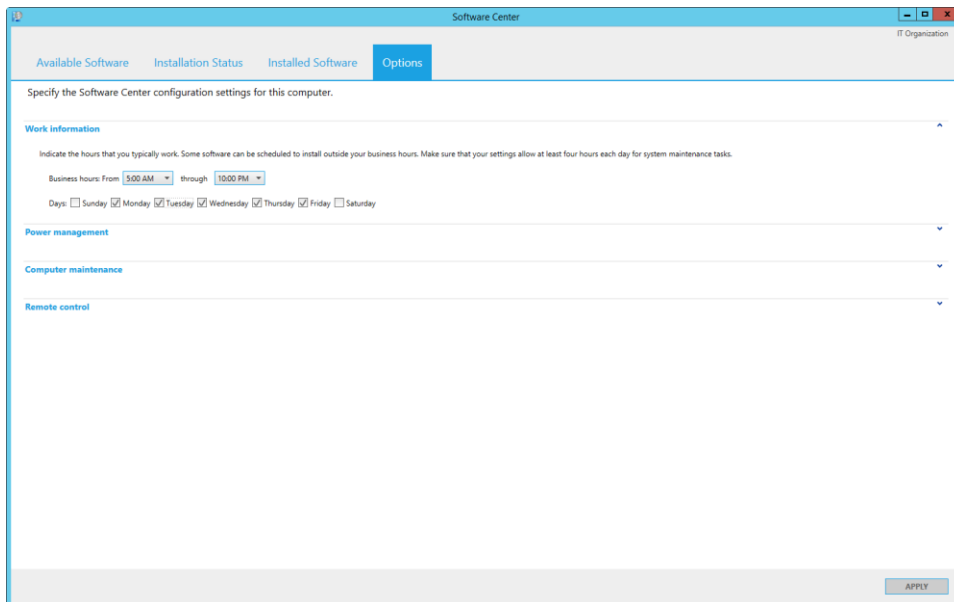 Software Center
IT Organization
Available Software Installation Status Installed Software Options
Specify the Software Center configuration settings for this computer.
Work information
Indicate the hours that you typically work. Some software can be scheduled to install outside your business hours. Make sure that your settings allow at least four hours each day for system maintenance tasks.
Business hours: From 5:00 AM through 10:00 PM
Days: Sunday Monday Tuesday Wednesday Thursday Friday Saturday
Power management
Computer maintenance
Remote control
APPLY